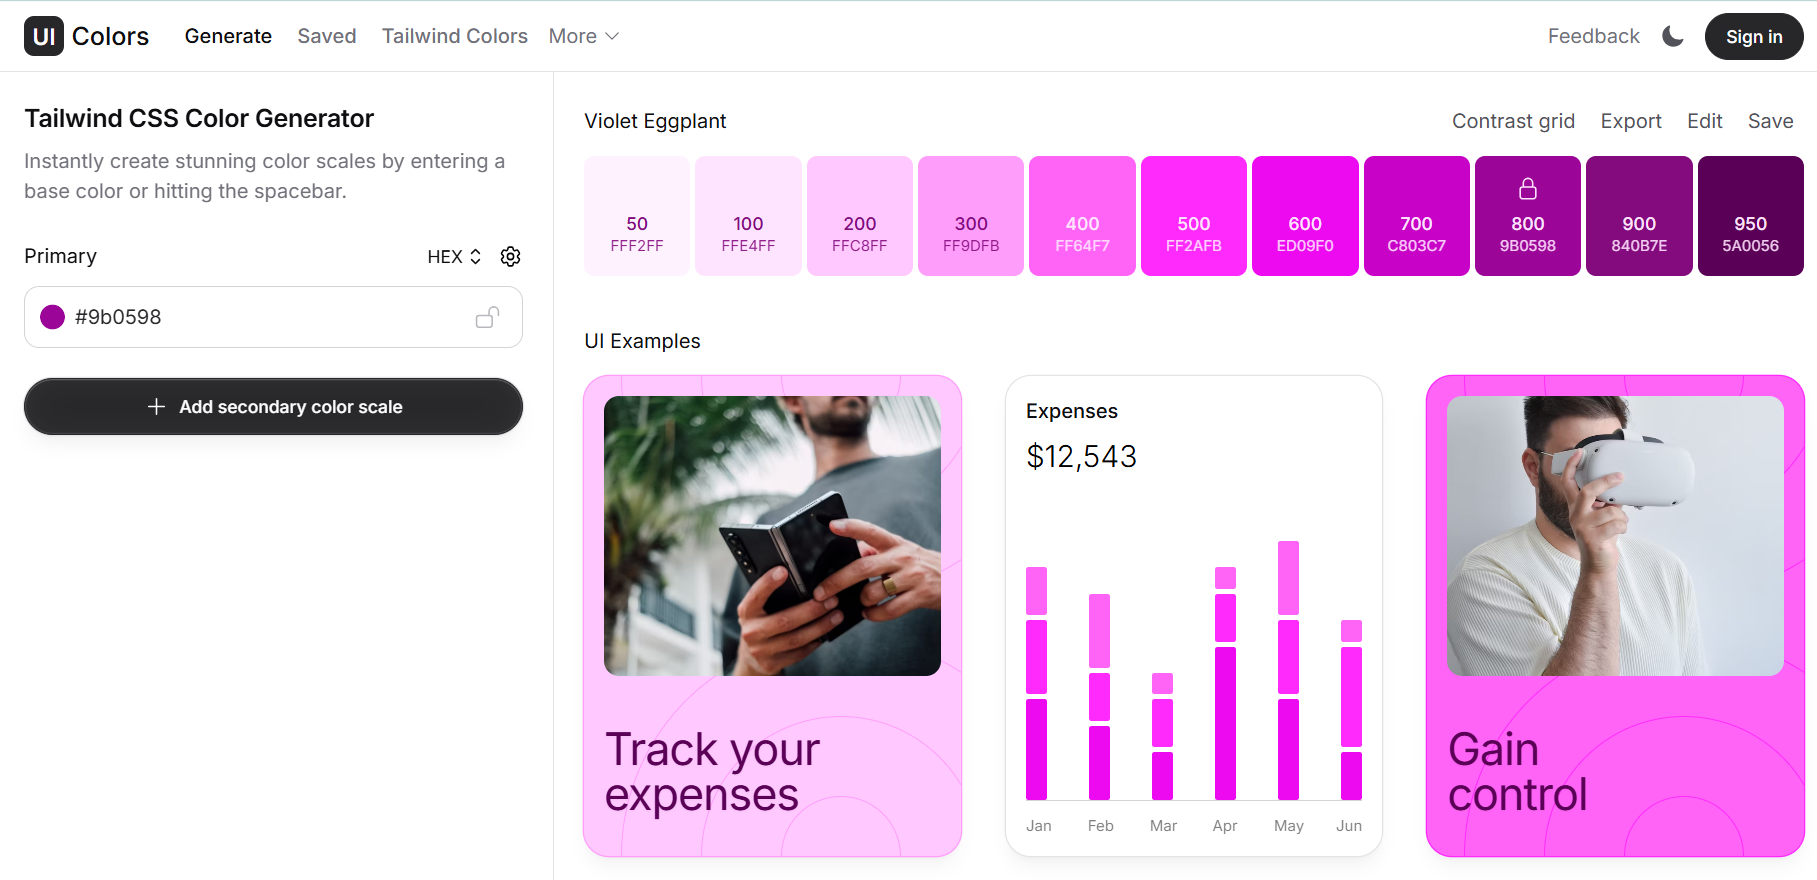 UI Colors Generate Saved Tailwind Colors More Feedback Sign in
Tailwind CSS Color Generator
Instantly create stunning color scales by entering a
base color or hitting the spacebar.
Primary HEX
#9b0598
Add secondary color scale
Violet Eggplant Contrast grid Export Edit Save
50 100 200 300 400 500 600 700 800 900 950
FFF2FF FFE4FF FFC8FF FF9DFB FF64F7 FF2AFB ED09F0 C803C7 9B0598 840B7E 5A0056
UI Examples
Track your
expenses
Expenses
$12,543
Jan Feb Mar Apr May Jun
Gain
control